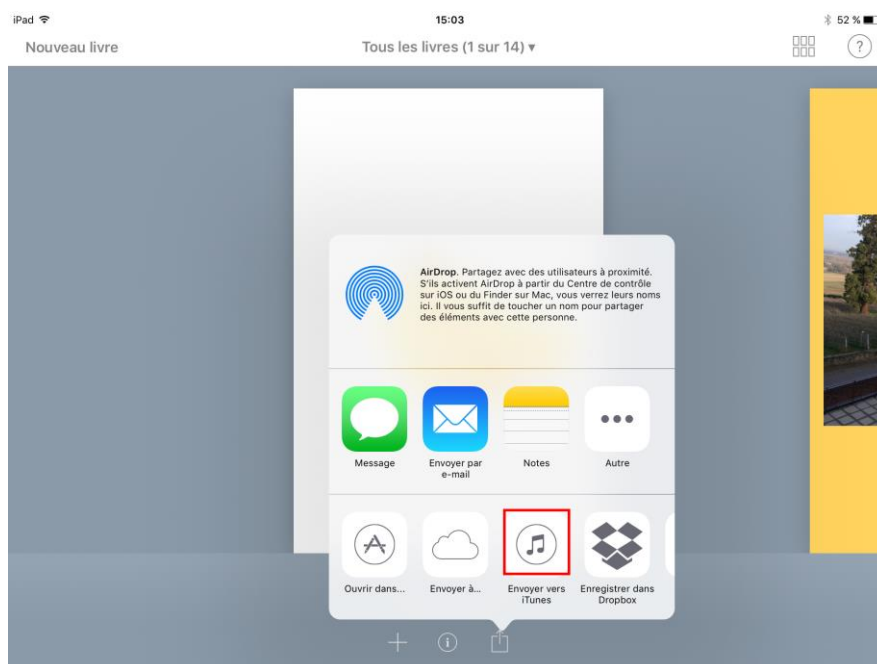 iPad 15:03 52 %
Nouveau livre Tous les livres (1 sur 14) ▾ ?
AirDrop. Partagez avec des utilisateurs à proximité.
S'ils activent AirDrop à partir du Centre de contrôle
sur iOS ou du Finder sur Mac, vous verrez leurs noms
ici. Il vous suffit de toucher un nom pour partager
des éléments avec cette personne.
Message
Envoyer par
e-mail
Notes
Autre
Ouvrir dans...
Envoyer à...
Envoyer vers
iTunes
Enregistrer dans
Dropbox